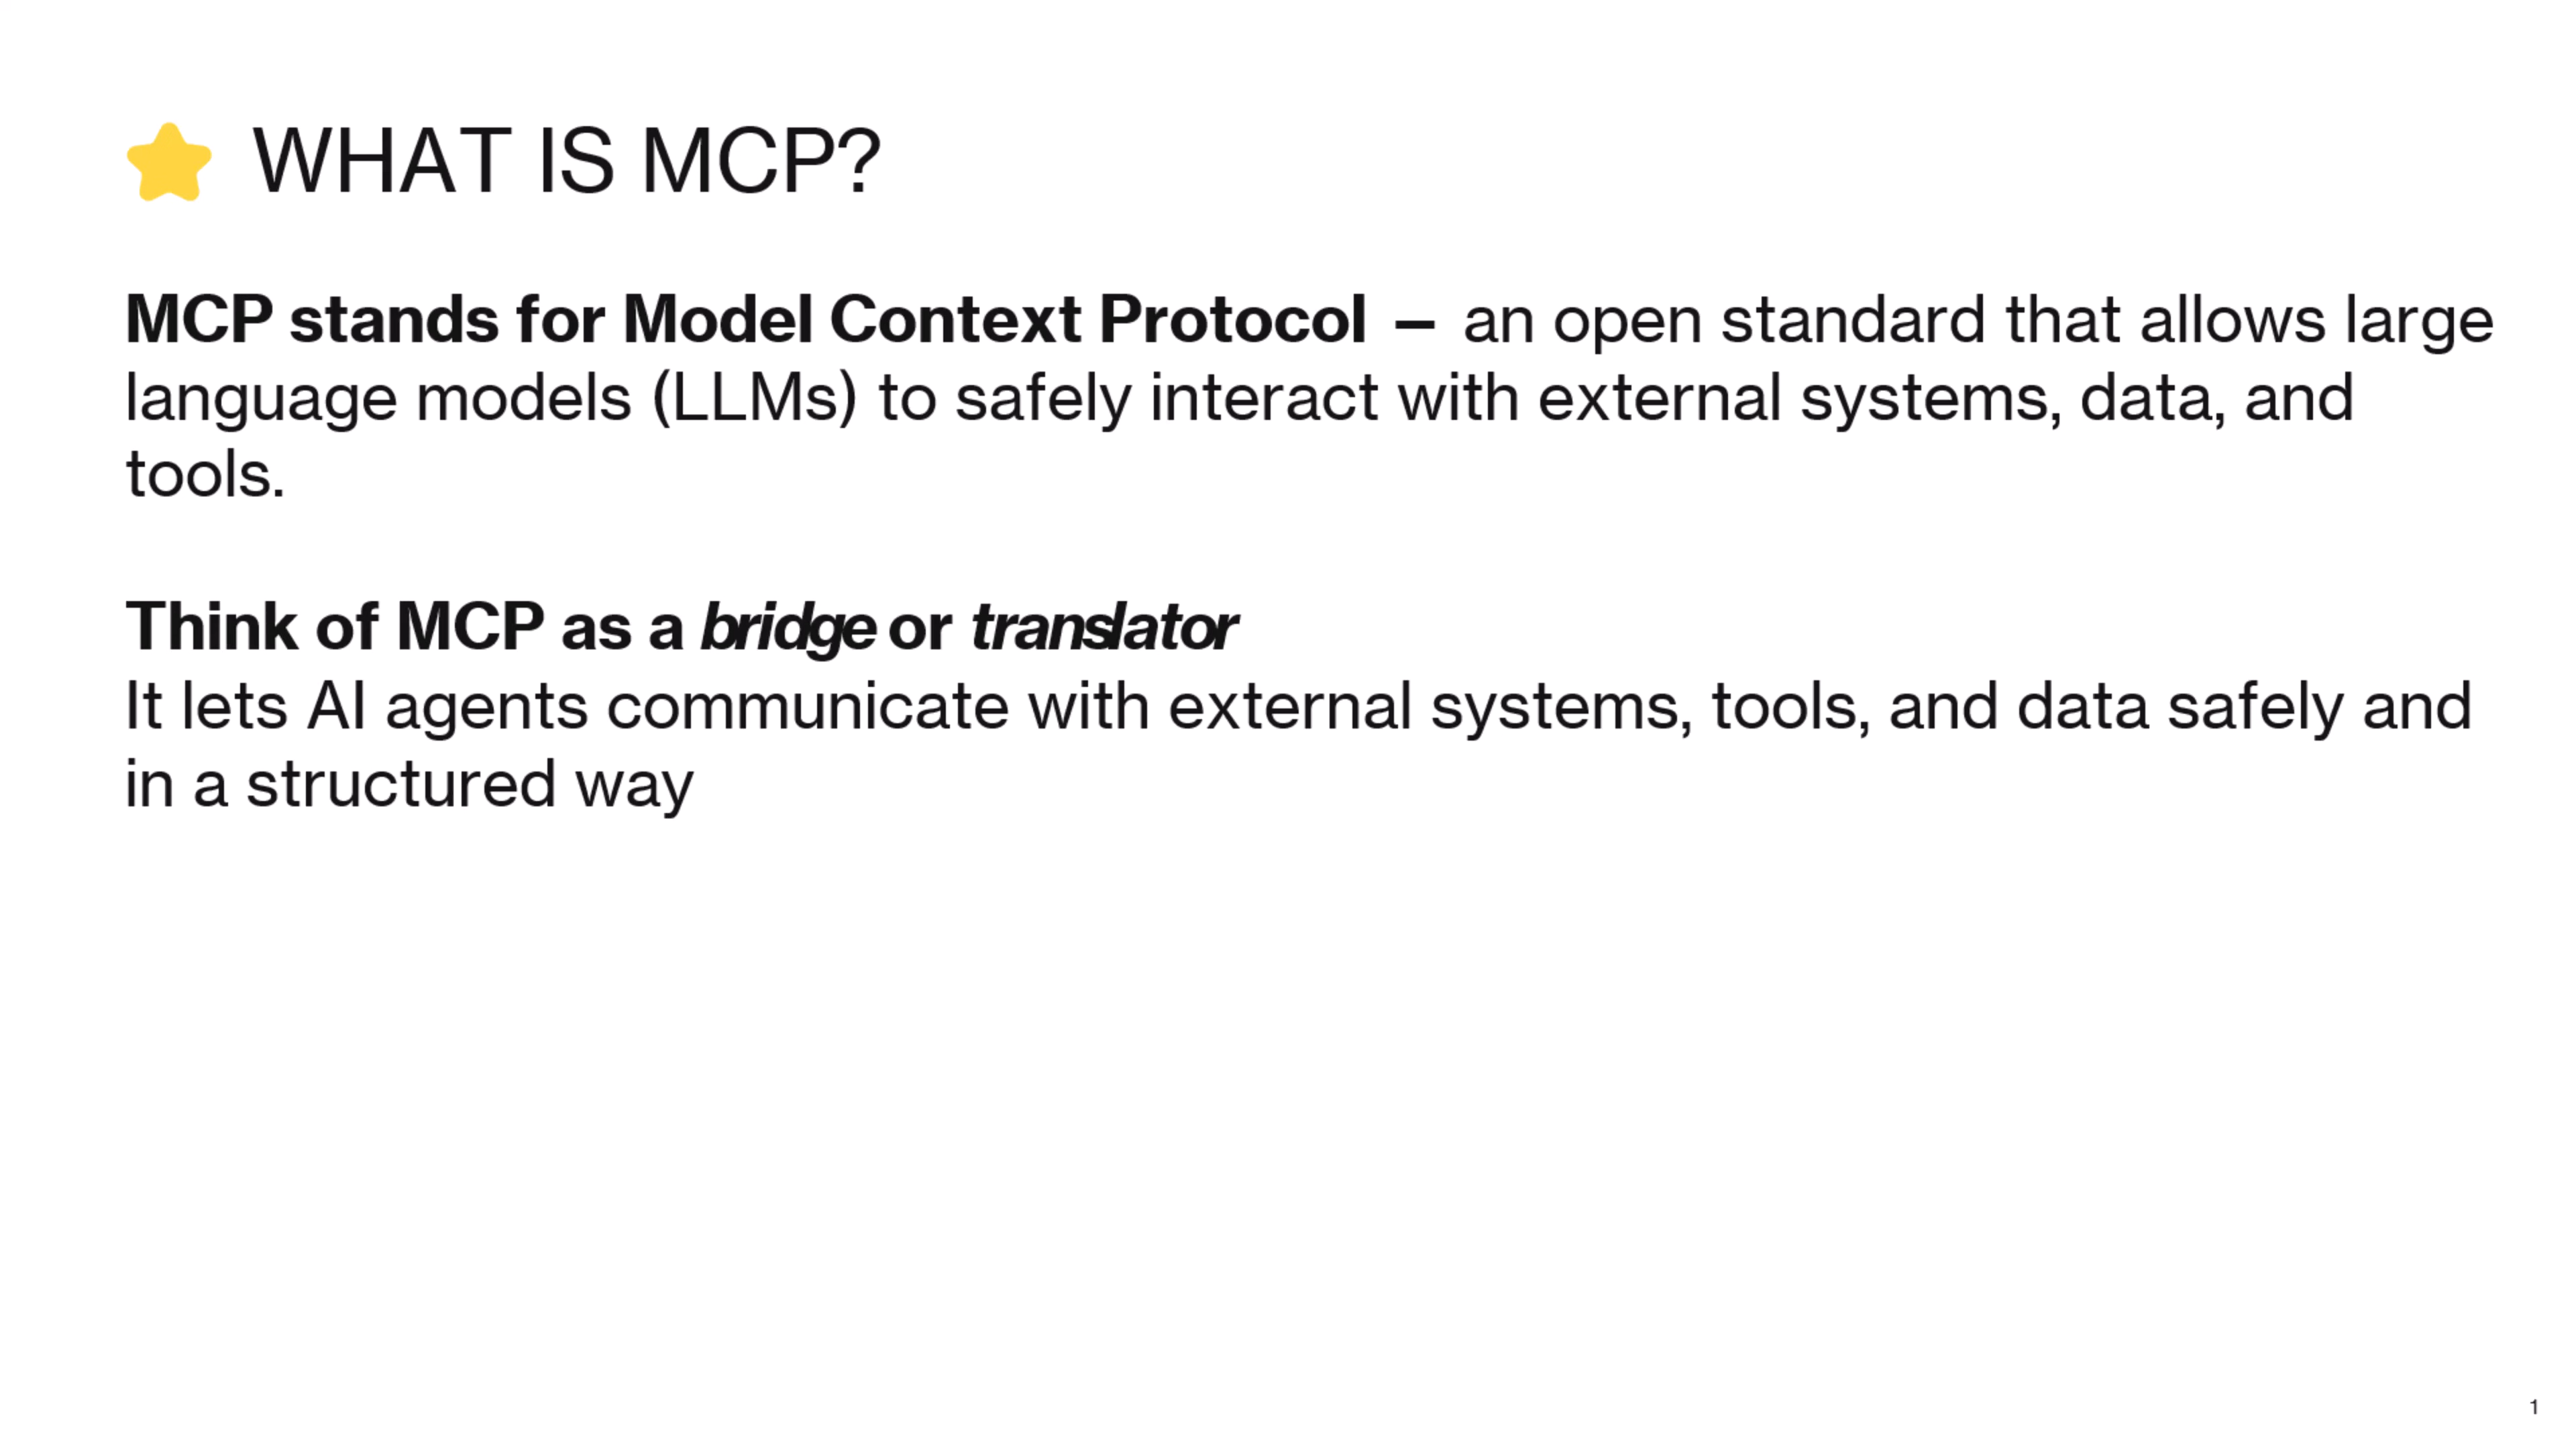 WHAT IS MCP?
MCP stands for Model Context Protocol – an open standard that allows large
language models (LLMs) to safely interact with external systems, data, and
tools.
Think of MCP as a bridge or translator
It lets AI agents communicate with external systems, tools, and data safely and
in a structured way
1